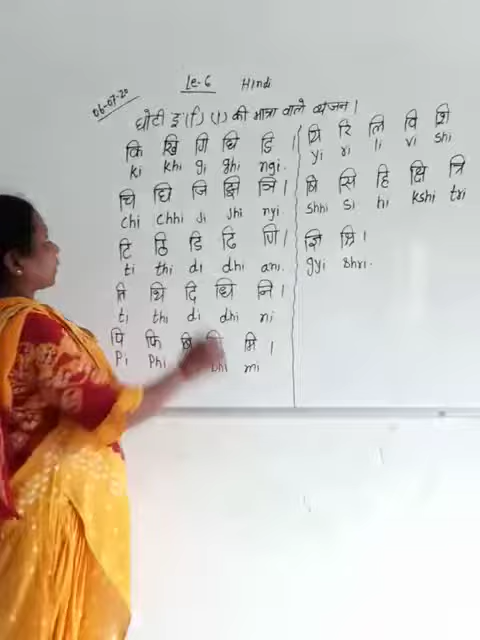 06-07-20
Le-6 Hindi
छोटी इ (ि) (i) की मात्रा वाले व्यंजन।
कि खि गि घि ङि।
ki khi gi ghi ngi.
चि छि जि झि ञि।
chi chhi ji jhi nyi
टि ठि डि ढि णि।
ti thi di dhi ani.
ति थि दि धि नि।
ti thi di dhi ni
पि फि बि मि।
Pi Phi mi
यि रि लि वि शि
yi ri li vi shi
षि सि हि क्षि त्रि
shhi si hi kshi tri
ज्ञि श्रि।
gyi shri.